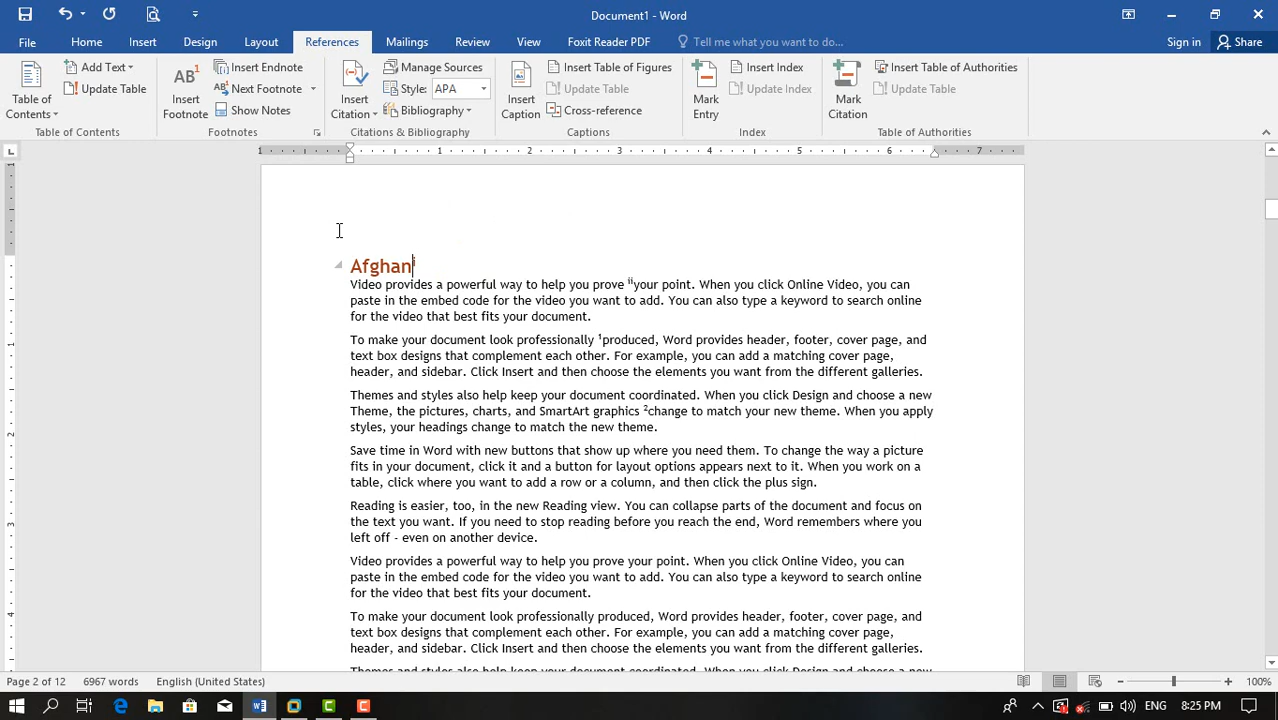 Document1 - Word
File Home Insert Design Layout References Mailings Review View Foxit Reader PDF Tell me what you want to do... Sign in Share
Table of Contents
Add Text
Update Table
Table of Contents
AB1
Insert Footnote
Insert Endnote
Next Footnote
Show Notes
Footnotes
Insert Citation
Manage Sources
Style: APA
Bibliography
Citations & Bibliography
Insert Caption
Insert Table of Figures
Update Table
Cross-reference
Captions
Mark Entry
Insert Index
Update Index
Index
Mark Citation
Insert Table of Authorities
Update Table
Table of Authorities
1 1 2 3 4 5 6 7
Afghanⁱ
Video provides a powerful way to help you prove ⁱⁱyour point. When you click Online Video, you can
paste in the embed code for the video you want to add. You can also type a keyword to search online
for the video that best fits your document.
To make your document look professionally ¹produced, Word provides header, footer, cover page, and
text box designs that complement each other. For example, you can add a matching cover page,
header, and sidebar. Click Insert and then choose the elements you want from the different galleries.
Themes and styles also help keep your document coordinated. When you click Design and choose a new
Theme, the pictures, charts, and SmartArt graphics ²change to match your new theme. When you apply
styles, your headings change to match the new theme.
Save time in Word with new buttons that show up where you need them. To change the way a picture
fits in your document, click it and a button for layout options appears next to it. When you work on a
table, click where you want to add a row or a column, and then click the plus sign.
Reading is easier, too, in the new Reading view. You can collapse parts of the document and focus on
the text you want. If you need to stop reading before you reach the end, Word remembers where you
left off - even on another device.
Video provides a powerful way to help you prove your point. When you click Online Video, you can
paste in the embed code for the video you want to add. You can also type a keyword to search online
for the video that best fits your document.
To make your document look professionally produced, Word provides header, footer, cover page, and
text box designs that complement each other. For example, you can add a matching cover page,
header, and sidebar. Click Insert and then choose the elements you want from the different galleries.
Themes and styles also help keep your document coordinated. When you click Design and choose a new
Page 2 of 12 6967 words English (United States) 100%
ENG 8:25 PM